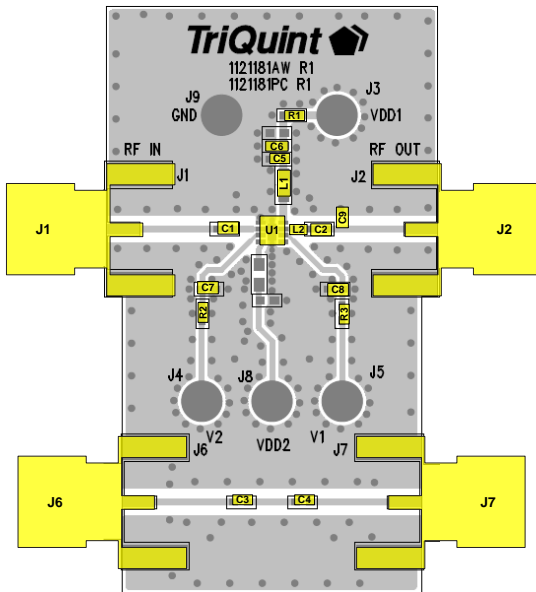 TriQuint
1121181AW R1
1121181PC R1
J9
GND
J3
VDD1
R1
C6
C5
RF IN
J1
L1
RF OUT
J2
J1
C1
U1
L2
C2
C9
J2
C7
R2
C8
R3
J4
V2
J8
VDD2
J5
V1
J6
J7
J6
C3
C4
J7